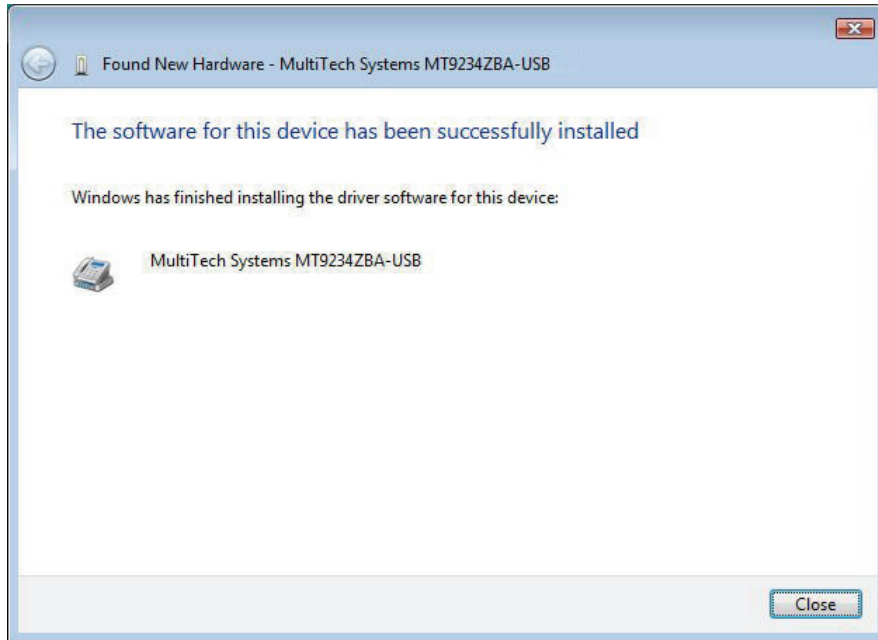 Found New Hardware - MultiTech Systems MT9234ZBA-USB
The software for this device has been successfully installed
Windows has finished installing the driver software for this device:
MultiTech Systems MT9234ZBA-USB
Close